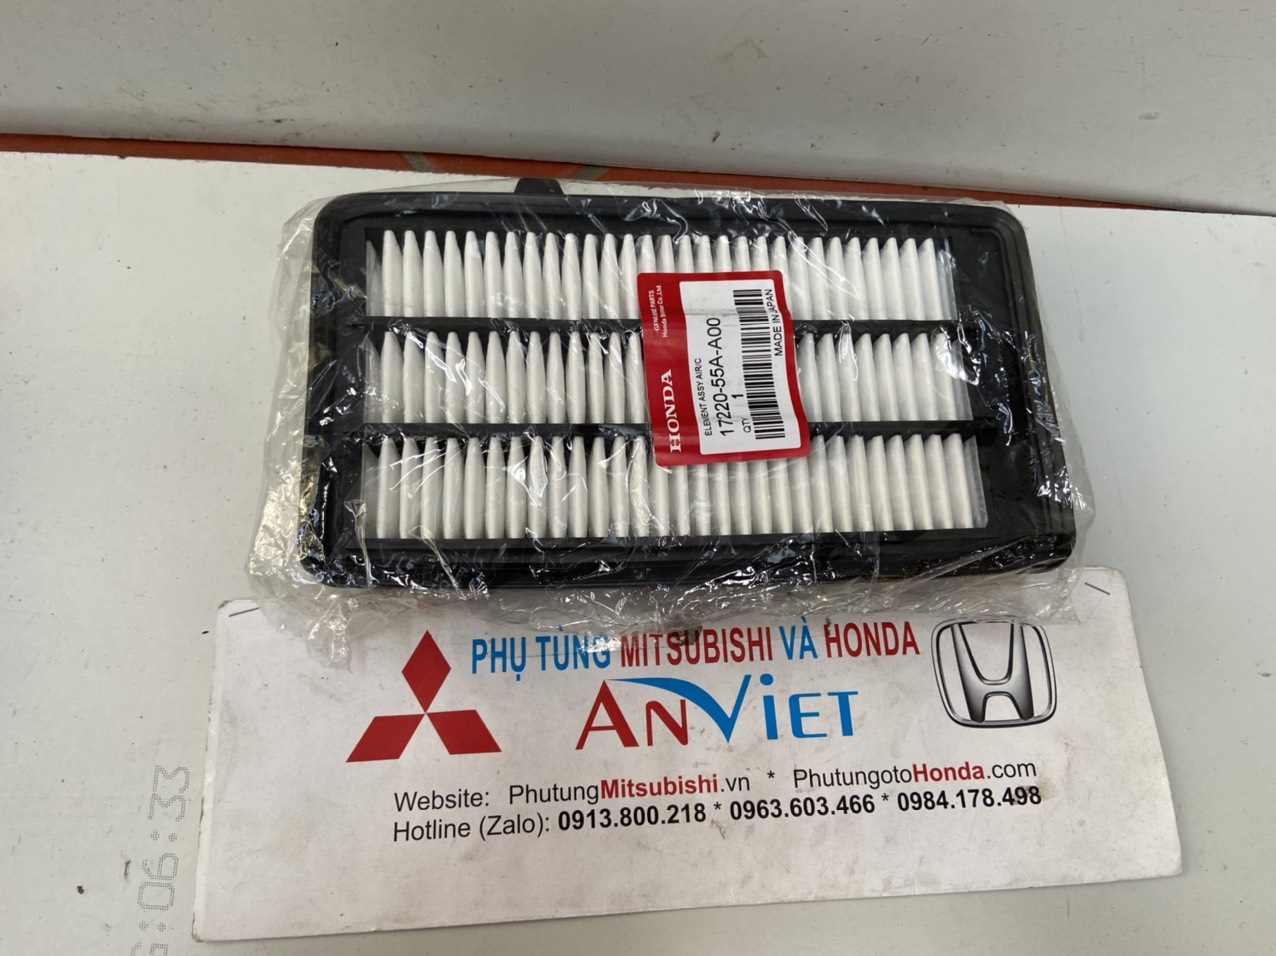 GENUINE PARTS
Honda Motor Co., Ltd.
HONDA
ELEMENT ASSY AIR/C
17220-55A-A00
QTY 1
MADE IN JAPAN
PHỤ TÙNG MITSUBISHI VÀ HONDA
ANVIET
Website: PhutungMitsubishi.vn * PhutungotoHonda.com
Hotline (Zalo): 0913.800.218 * 0963.603.466 * 0984.178.498
:06:33